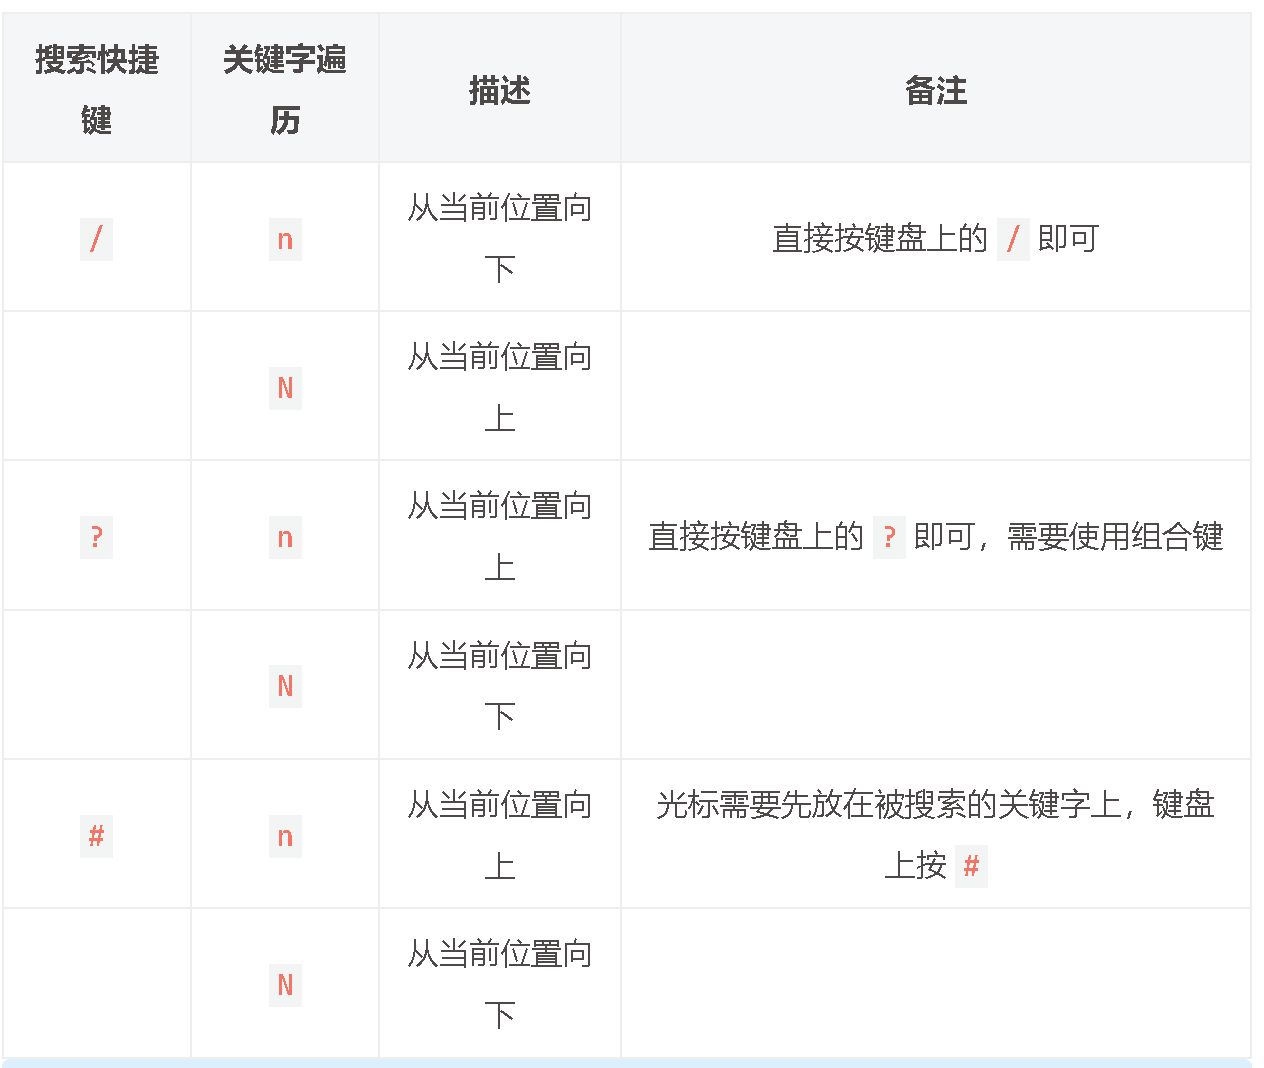 搜索快捷
键
关键字遍
历
描述
备注
/
n
从当前位置向
下
直接按键盘上的 / 即可
N
从当前位置向
上
?
n
从当前位置向
上
直接按键盘上的 ? 即可，需要使用组合键
N
从当前位置向
下
#
n
从当前位置向
上
光标需要先放在被搜索的关键字上，键盘
上按 #
N
从当前位置向
下